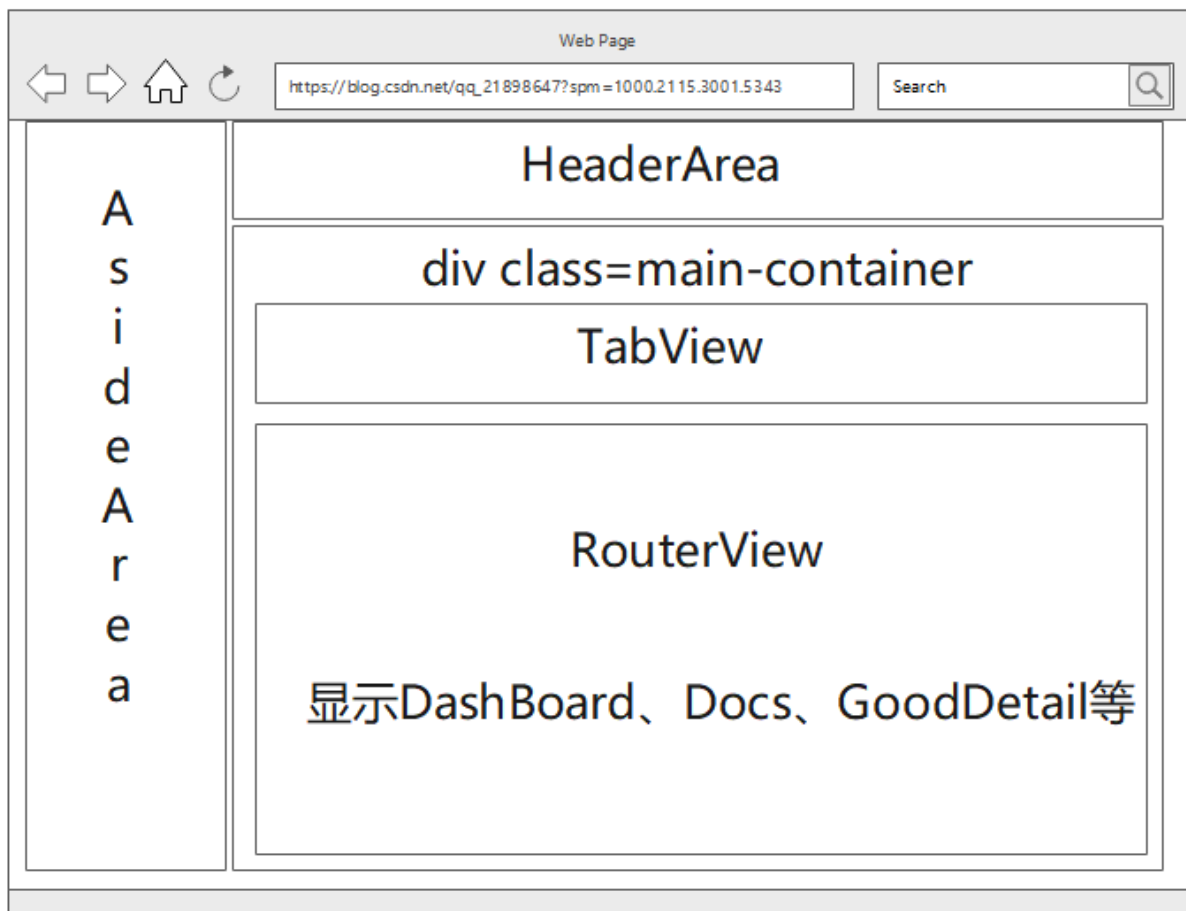 Web Page
https://blog.csdn.net/qq_21898647?spm=1000.2115.3001.5343
Search
A
s
i
d
e
A
r
e
a
HeaderArea
div class=main-container
TabView
RouterView
显示DashBoard、Docs、GoodDetail等